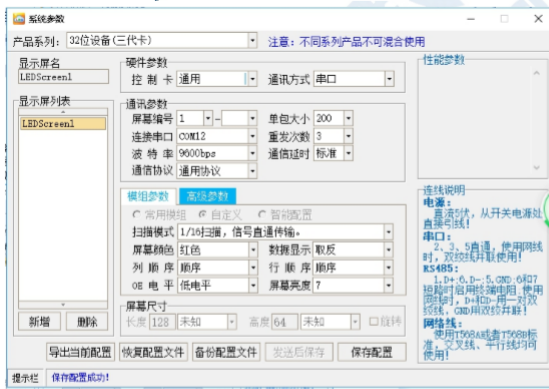 系统参数
产品系列: 32位设备(三代卡) 注意: 不同系列产品不可混合使用
显示屏名
LEDScreen1
显示屏列表
LEDScreen1
新增 删除
硬件参数
控制卡 通用 通讯方式 串口
通讯参数
屏幕编号 1 - 单包大小 200
连接串口 COM12 重发次数 3
波特率 9600bps 通信延时 标准
通信协议 通用协议
模组参数 高级参数
常用模组 自定义 智能配置
扫描模式 1/16扫描, 信号直通传输。
屏幕颜色 红色 数据显示 取反
列顺序 顺序 行顺序 顺序
OE电平 低电平 屏幕亮度 7
屏幕尺寸
长度 128 未知 高度 64 未知 旋转
性能参数
连线说明
电源:
直流5伏, 从开关电源处
直接引线!
串口:
2、3、5直通, 使用网线
时, 双绞线并联使用!
RS485:
1.D+:6.D-:5.GND:6和7
短路时启用终端电阻.使用
网线时, D+和D-用一对双
绞线, GND用双绞并联!
网络线:
使用T568A或者T568B标
准, 交叉线、平行线均可
使用!
导出当前配置 恢复配置文件 备份配置文件 发送后保存 保存配置
提示栏 保存配置成功!